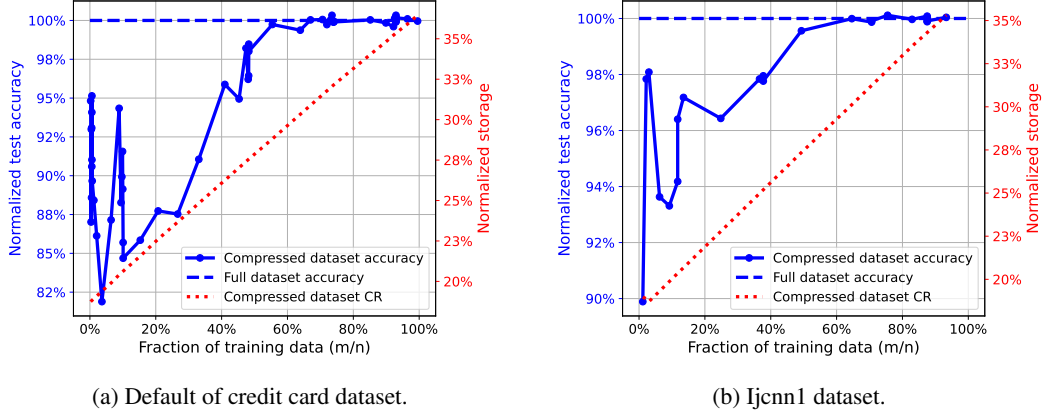 100%
98%
95%
92%
90%
88%
85%
82%
Normalized test accuracy
35%
33%
30%
28%
25%
23%
20%
Normalized storage
Compressed dataset accuracy
Full dataset accuracy
Compressed dataset CR
0%
20%
40%
60%
80%
100%
Fraction of training data (m/n)
(a) Default of credit card dataset.
100%
98%
96%
94%
92%
90%
Normalized test accuracy
35%
33%
30%
28%
25%
23%
20%
Normalized storage
Compressed dataset accuracy
Full dataset accuracy
Compressed dataset CR
0%
20%
40%
60%
80%
100%
Fraction of training data (m/n)
(b) Ijcnn1 dataset.